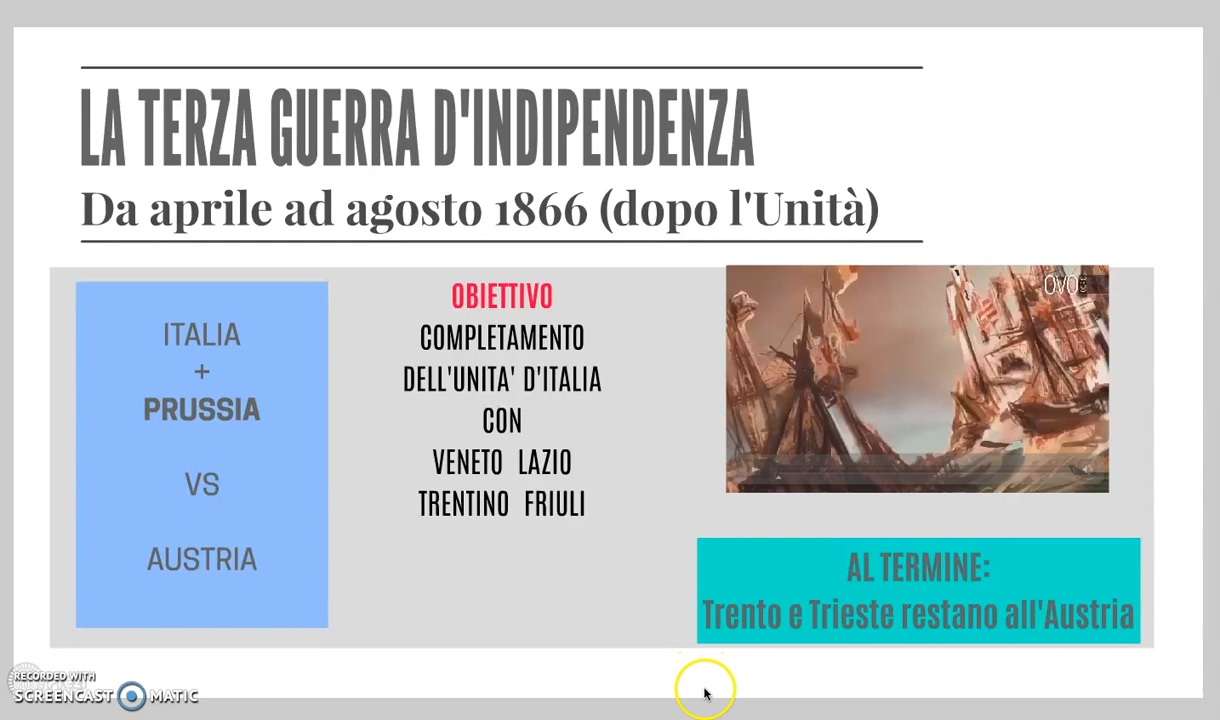 LA TERZA GUERRA D'INDIPENDENZA
Da aprile ad agosto 1866 (dopo l'Unità)
ITALIA
+
PRUSSIA
VS
AUSTRIA
OBIETTIVO
COMPLETAMENTO
DELL'UNITA' D'ITALIA
CON
VENETO LAZIO
TRENTINO FRIULI
OVO
AL TERMINE:
Trento e Trieste restano all'Austria
RECORDED WITH
SCREENCAST MATIC